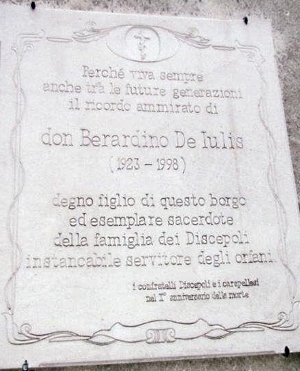 Perché viva sempre
anche tra le future generazioni
il ricordo ammirato di
don Berardino De Iulis
(1923 - 1998)
degno figlio di questo borgo
ed esemplare sacerdote
della famiglia dei Discepoli
instancabile servitore degli orfani
i confratelli Discepoli e i carapellesi
nel I° anniversario della morte